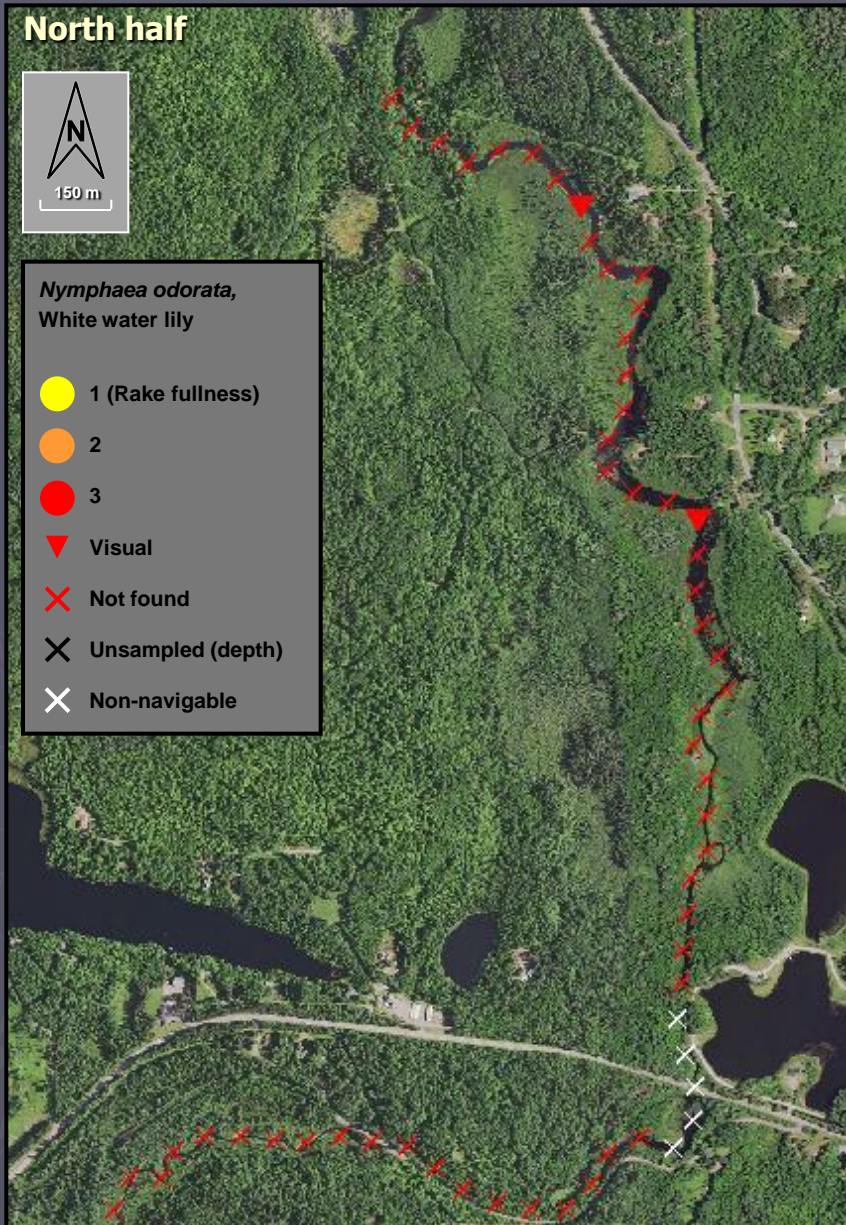 North half
N
150 m
Nymphaea odorata,
White water lily
1 (Rake fullness)
2
3
Visual
Not found
Unsampled (depth)
Non-navigable